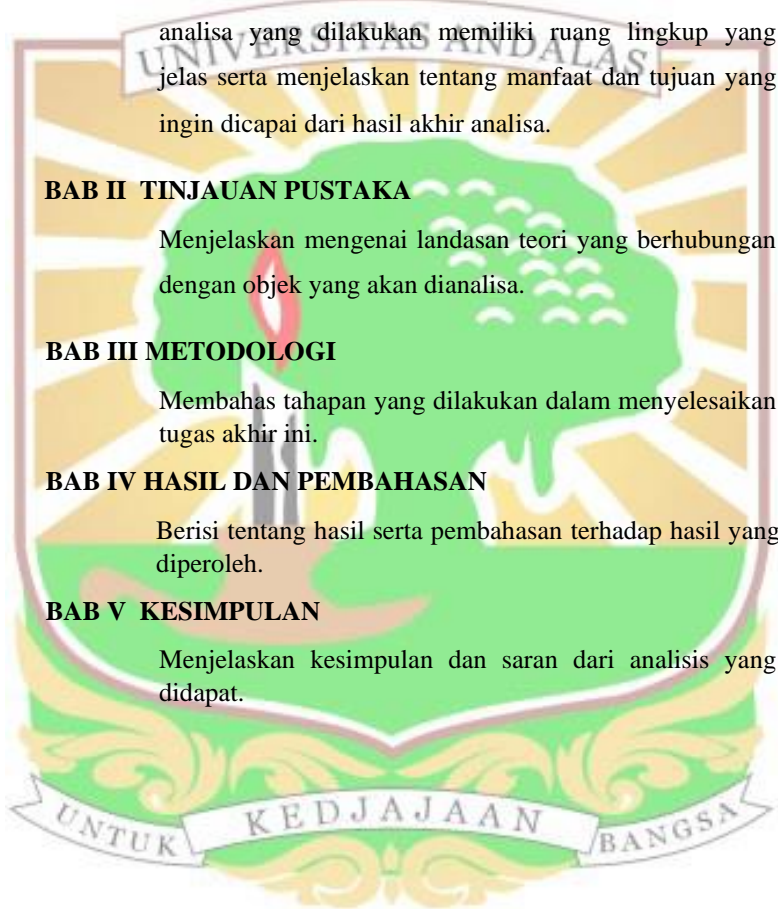 analisa yang dilakukan memiliki ruang lingkup yang
UNIVERSITAS ANDALAS
jelas serta menjelaskan tentang manfaat dan tujuan yang
ingin dicapai dari hasil akhir analisa.
BAB II TINJAUAN PUSTAKA
Menjelaskan mengenai landasan teori yang berhubungan
dengan objek yang akan dianalisa.
BAB III METODOLOGI
Membahas tahapan yang dilakukan dalam menyelesaikan
tugas akhir ini.
BAB IV HASIL DAN PEMBAHASAN
Berisi tentang hasil serta pembahasan terhadap hasil yang
diperoleh.
BAB V KESIMPULAN
Menjelaskan kesimpulan dan saran dari analisis yang
didapat.
UNTUK KEDJAJAAN BANGSA